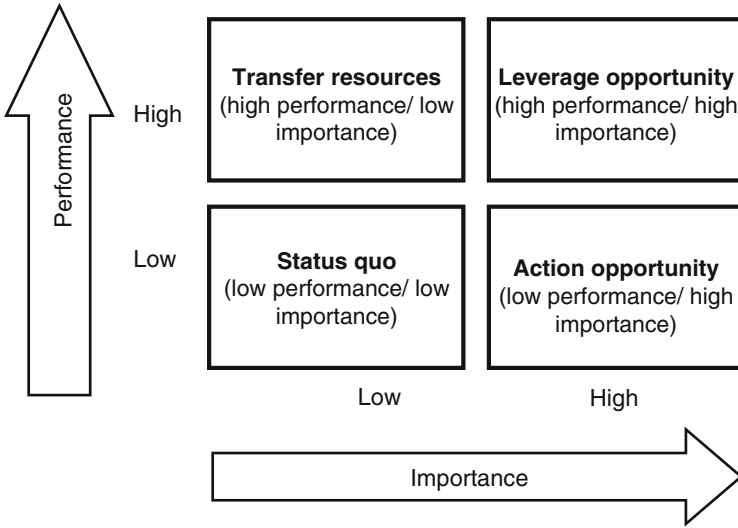 Performance
High
Transfer resources
(high performance/ low
importance)
Leverage opportunity
(high performance/ high
importance)
Low
Status quo
(low performance/ low
importance)
Action opportunity
(low performance/ high
importance)
Low
High
Importance